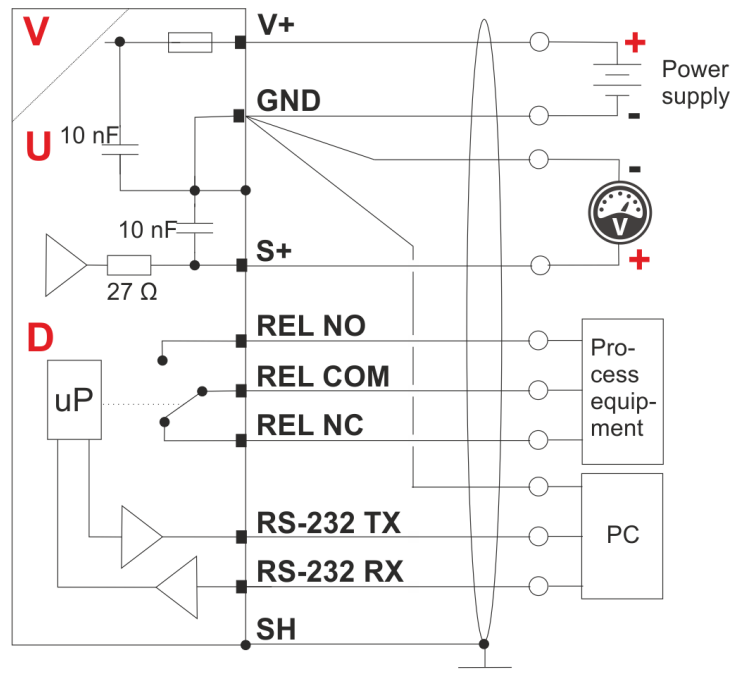 V
V+
+
Power
supply
GND
-
U
10 nF
-
V
10 nF
S+
+
27 Ω
D
REL NO
Pro-
cess
equip-
ment
uP
REL COM
REL NC
RS-232 TX
PC
RS-232 RX
SH